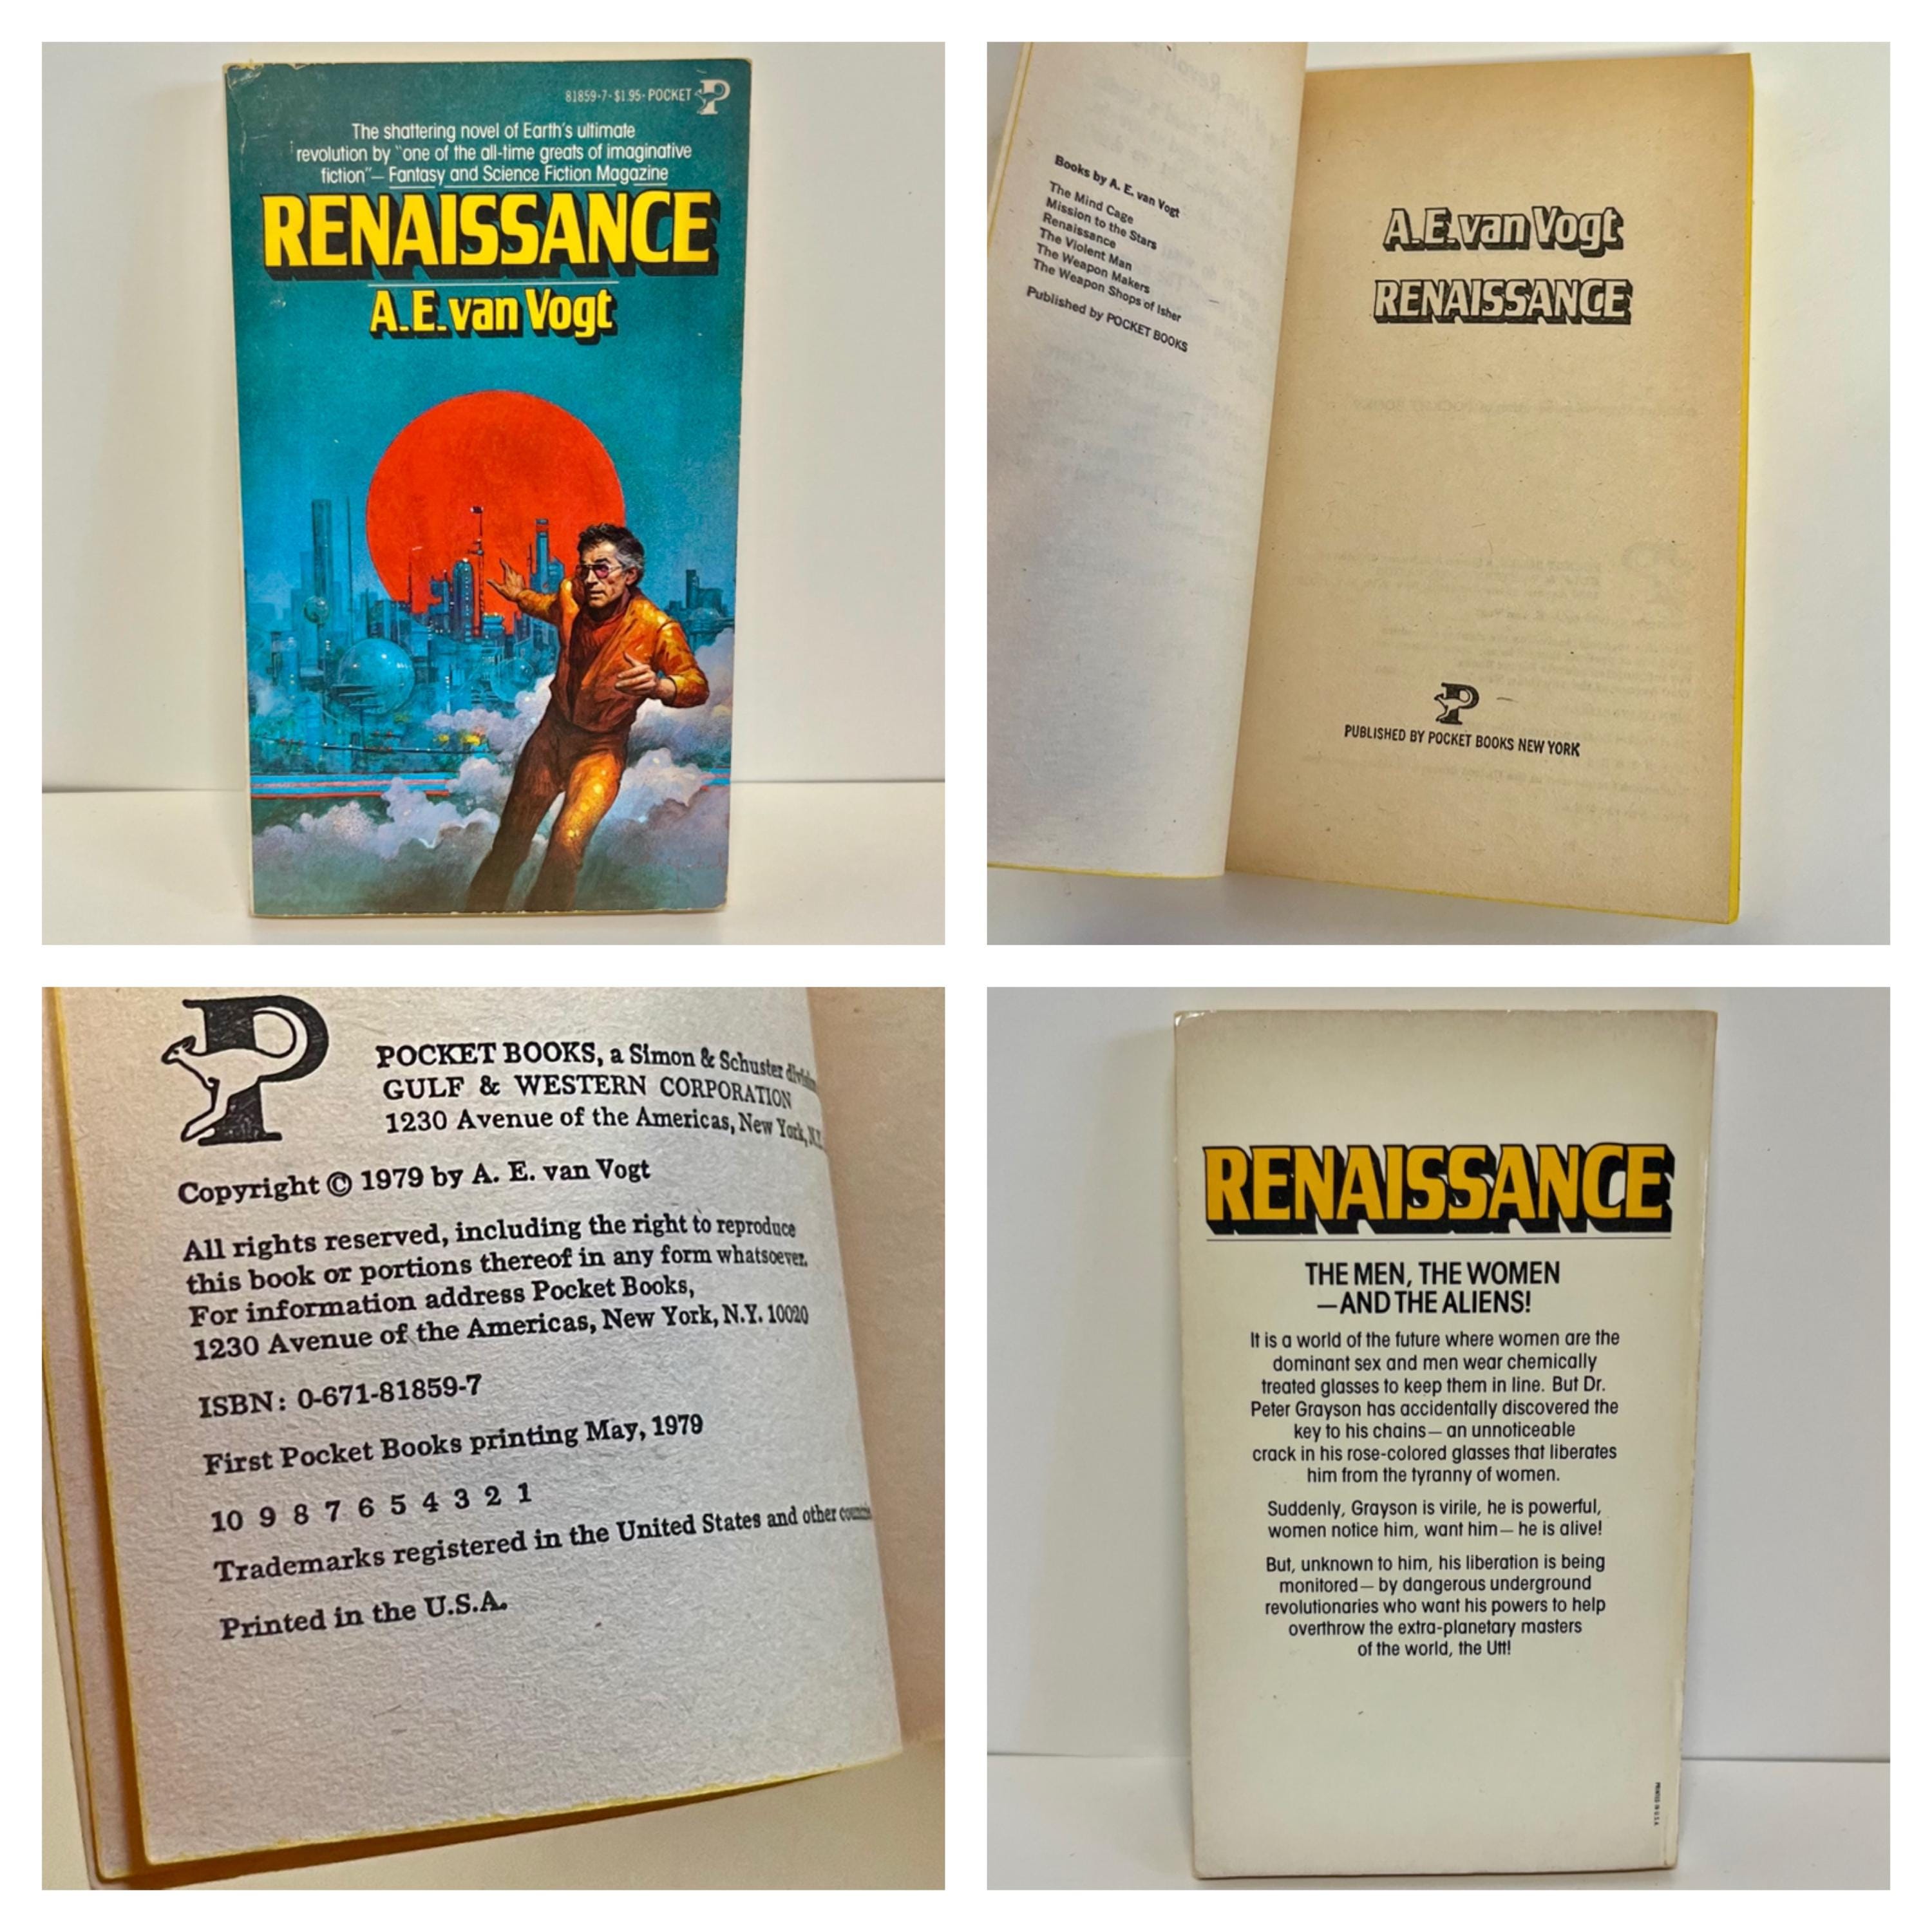 81859-7·$1.95·POCKET
The shattering novel of Earth's ultimate
revolution by "one of the all-time greats of imaginative
fiction"—Fantasy and Science Fiction Magazine
RENAISSANCE
A.E. van Vogt
Books by A. E. van Vogt
The Mind Cage
Mission to the Stars
Renaissance
The Violent Man
The Weapon Makers
The Weapon Shops of Isher
Published by POCKET BOOKS
A.E. van Vogt
RENAISSANCE
PUBLISHED BY POCKET BOOKS NEW YORK
POCKET BOOKS, a Simon & Schuster
GULF & WESTERN CORPORATION
1230 Avenue of the Americas, New York, N.Y.
Copyright © 1979 by A. E. van Vogt
All rights reserved, including the right to reproduce
this book or portions thereof in any form whatsoever.
For information address Pocket Books,
1230 Avenue of the Americas, New York, N.Y. 10020
ISBN: 0-671-81859-7
First Pocket Books printing May, 1979
10 9 8 7 6 5 4 3 2 1
Trademarks registered in the United States and other
Printed in the U.S.A.
RENAISSANCE
THE MEN, THE WOMEN
—AND THE ALIENS!
It is a world of the future where women are the
dominant sex and men wear chemically
treated glasses to keep them in line. But Dr.
Peter Grayson has accidentally discovered the
key to his chains—an unnoticeable
crack in his rose-colored glasses that liberates
him from the tyranny of women.
Suddenly, Grayson is virile, he is powerful,
women notice him, want him—he is alive!
But, unknown to him, his liberation is being
monitored—by dangerous underground
revolutionaries who want his powers to help
overthrow the extra-planetary masters
of the world, the Utt!
PRINTED IN U.S.A.